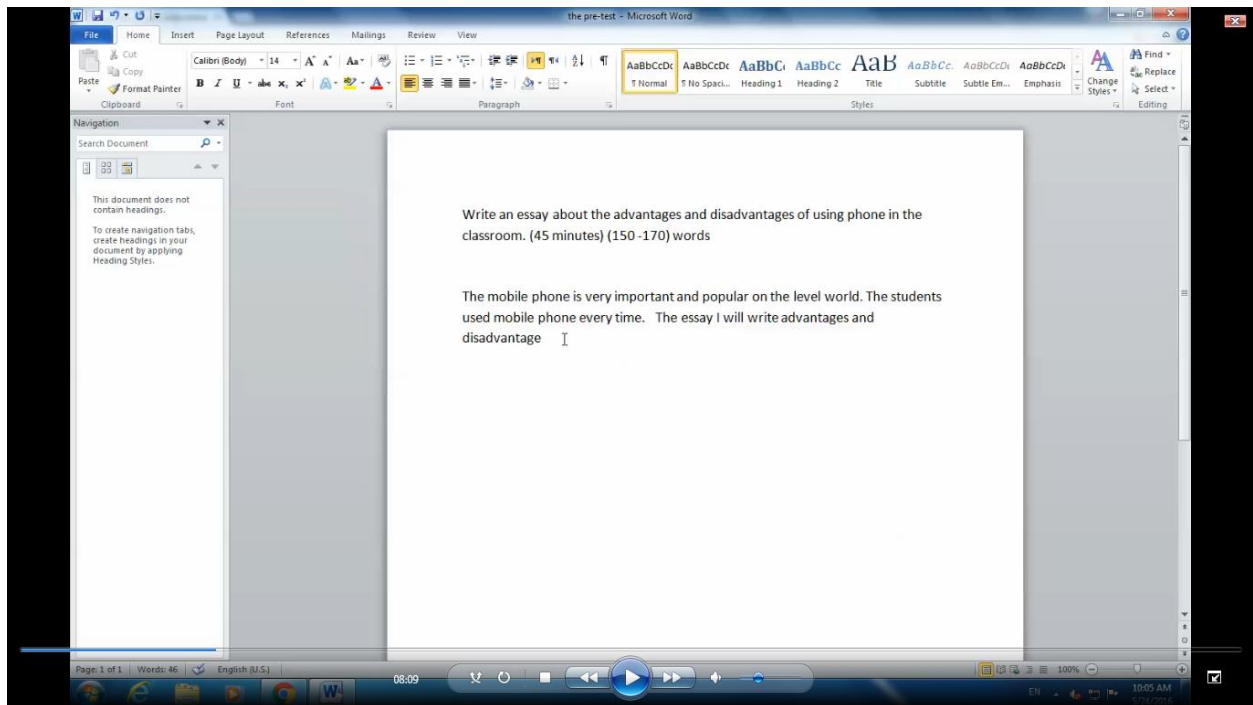 the pre-test - Microsoft Word
File Home Insert Page Layout References Mailings Review View
Cut
Copy
Paste
Format Painter
Clipboard
Calibri (Body) 14
Font
Paragraph
AaBbCcDc AaBbCcDc AaBbC AaBbCc AaB AaBbCc. AaBbCcDi AaBbCcDi
¶ Normal ¶ No Spaci... Heading 1 Heading 2 Title Subtitle Subtle Em... Emphasis
Styles
Change Styles
Find
Replace
Select
Editing
Navigation
Search Document
This document does not
contain headings.
To create navigation tabs,
create headings in your
document by applying
Heading Styles.
Write an essay about the advantages and disadvantages of using phone in the
classroom. (45 minutes) (150 -170) words
The mobile phone is very important and popular on the level world. The students
used mobile phone every time. The essay I will write advantages and
disadvantage
Page: 1 of 1 Words: 46 English (U.S.) 100%
08:09
EN 10:05 AM